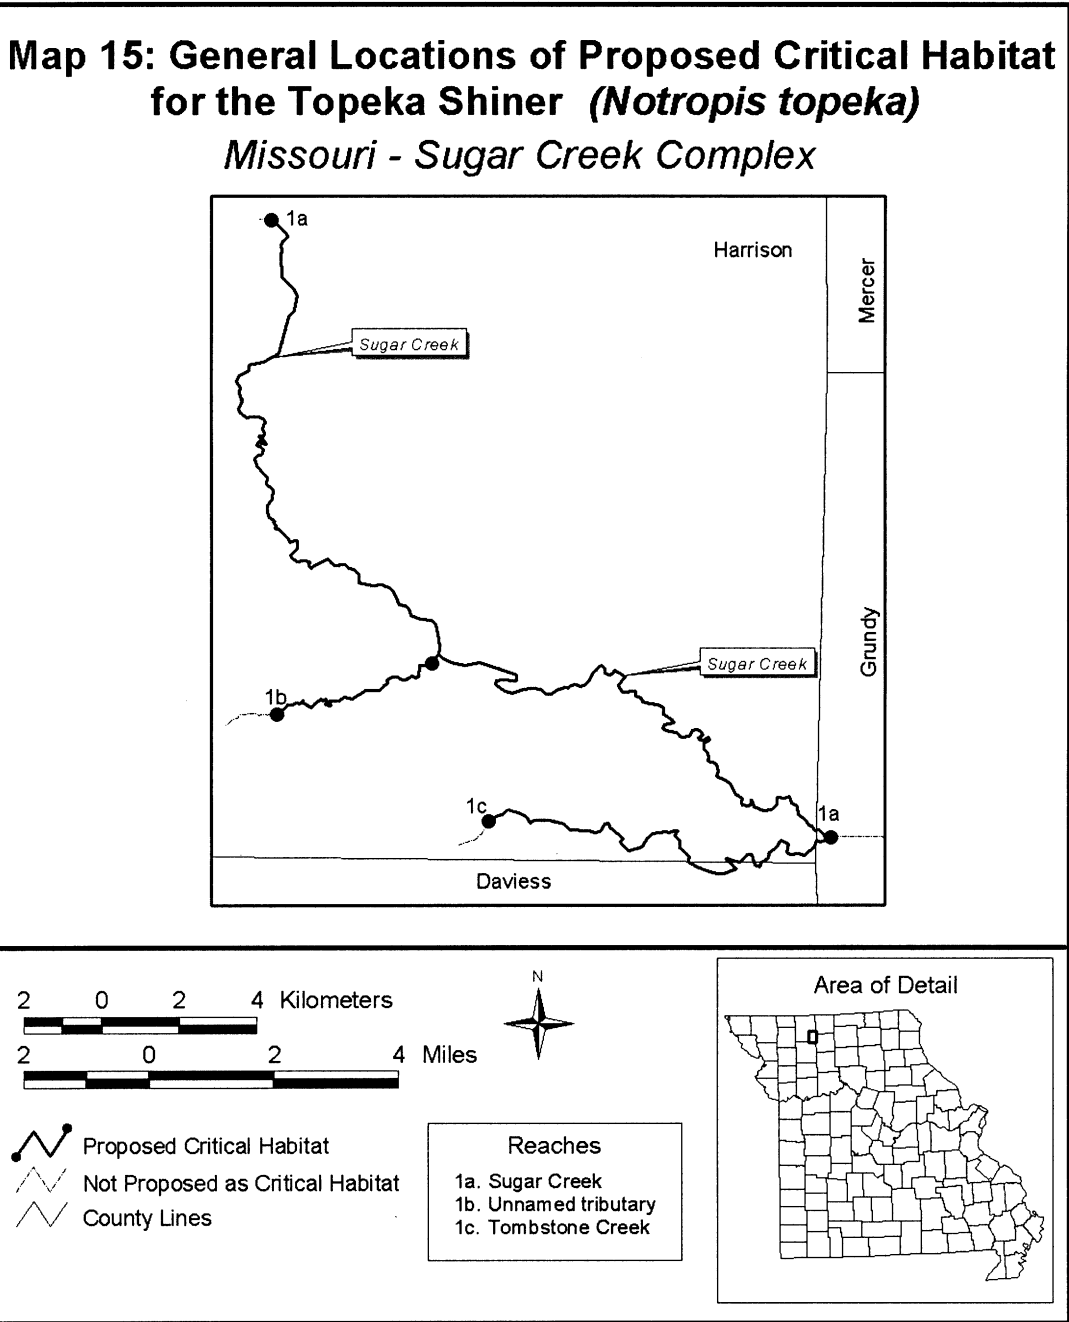 Map 15: General Locations of Proposed Critical Habitat
for the Topeka Shiner (Notropis topeka)
Missouri - Sugar Creek Complex
1a
Harrison
Mercer
Sugar Creek
Grundy
Sugar Creek
1b
1c
1a
Daviess
2 0 2 4 Kilometers
2 0 2 4 Miles
N
Proposed Critical Habitat
Not Proposed as Critical Habitat
County Lines
Reaches
1a. Sugar Creek
1b. Unnamed tributary
1c. Tombstone Creek
Area of Detail